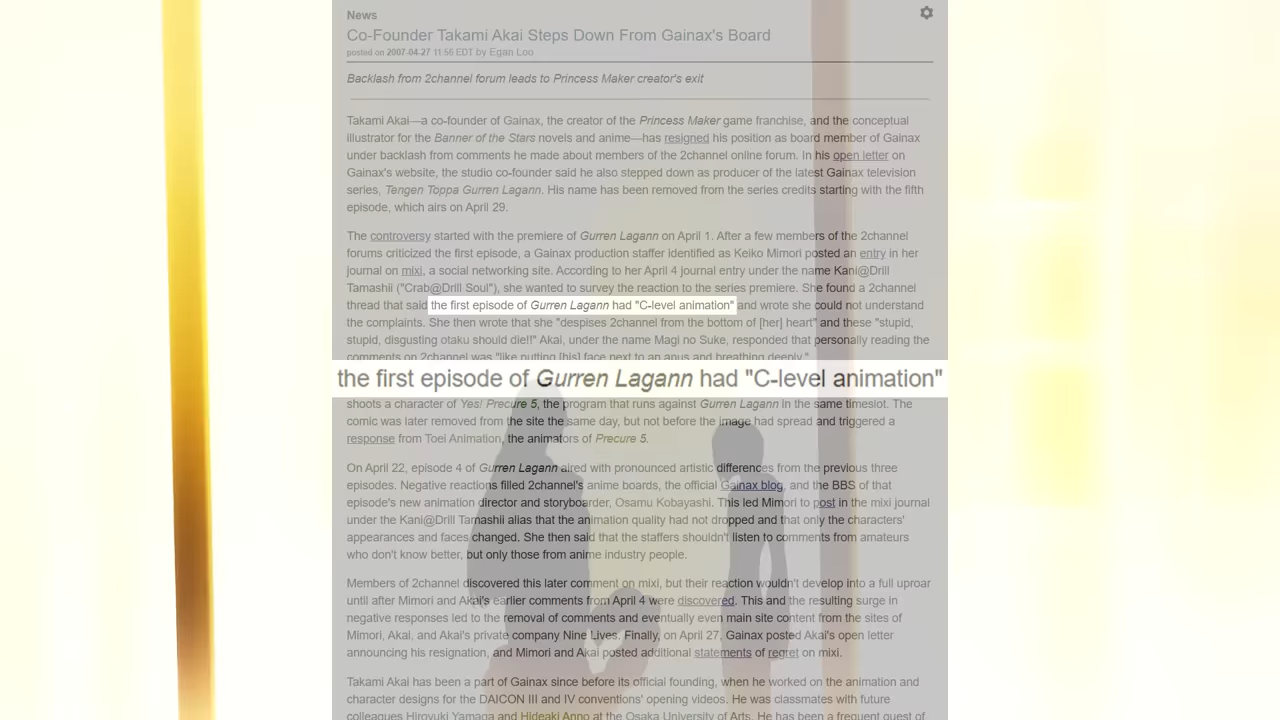 News
Co-Founder Takami Akai Steps Down From Gainax's Board
posted on 2007-04-27 11:56 EDT by Egan Loo
Backlash from 2channel forum leads to Princess Maker creator's exit
Takami Akai—a co-founder of Gainax, the creator of the Princess Maker game franchise, and the conceptual
illustrator for the Banner of the Stars novels and anime—has resigned his position as board member of Gainax
under backlash from comments he made about members of the 2channel online forum. In his open letter on
Gainax's website, the studio co-founder said he also stepped down as producer of the latest Gainax television
series, Tengen Toppa Gurren Lagann. His name has been removed from the series credits starting with the fifth
episode, which airs on April 29.
The controversy started with the premiere of Gurren Lagann on April 1. After a few members of the 2channel
forums criticized the first episode, a Gainax production staffer identified as Keiko Mimori posted an entry in her
journal on mixi, a social networking site. According to her April 4 journal entry under the name Kani@Drill
Tamashii ("Crab@Drill Soul"), she wanted to survey the reaction to the series premiere. She found a 2channel
thread that said the first episode of Gurren Lagann had "C-level animation" and wrote she could not understand
the complaints. She then wrote that she "despises 2channel from the bottom of [her] heart" and these "stupid,
stupid, disgusting otaku should die!!" Akai, under the name Magi no Suke, responded that personally reading the
comments on 2channel was "like putting [his] face next to an anus and breathing deeply."
the first episode of Gurren Lagann had "C-level animation"
shoots a character of Yes! Precure 5, the program that runs against Gurren Lagann in the same timeslot. The
comic was later removed from the site the same day, but not before the image had spread and triggered a
response from Toei Animation, the animators of Precure 5.
On April 22, episode 4 of Gurren Lagann aired with pronounced artistic differences from the previous three
episodes. Negative reactions filled 2channel's anime boards, the official Gainax blog, and the BBS of that
episode's new animation director and storyboarder, Osamu Kobayashi. This led Mimori to post in the mixi journal
under the Kani@Drill Tamashii alias that the animation quality had not dropped and that only the characters'
appearances and faces changed. She then said that the staffers shouldn't listen to comments from amateurs
who don't know better, but only those from anime industry people.
Members of 2channel discovered this later comment on mixi, but their reaction wouldn't develop into a full uproar
until after Mimori and Akai's earlier comments from April 4 were discovered. This and the resulting surge in
negative responses led to the removal of comments and eventually even main site content from the sites of
Mimori, Akai, and Akai's private company Nine Lives. Finally, on April 27, Gainax posted Akai's open letter
announcing his resignation, and Mimori and Akai posted additional statements of regret on mixi.
Takami Akai has been a part of Gainax since before its official founding, when he worked on the animation and
character designs for the DAICON III and IV conventions' opening videos. He was classmates with future
colleagues Hiroyuki Yamaga and Hideaki Anno at the Osaka University of Arts. He has been a frequent guest of